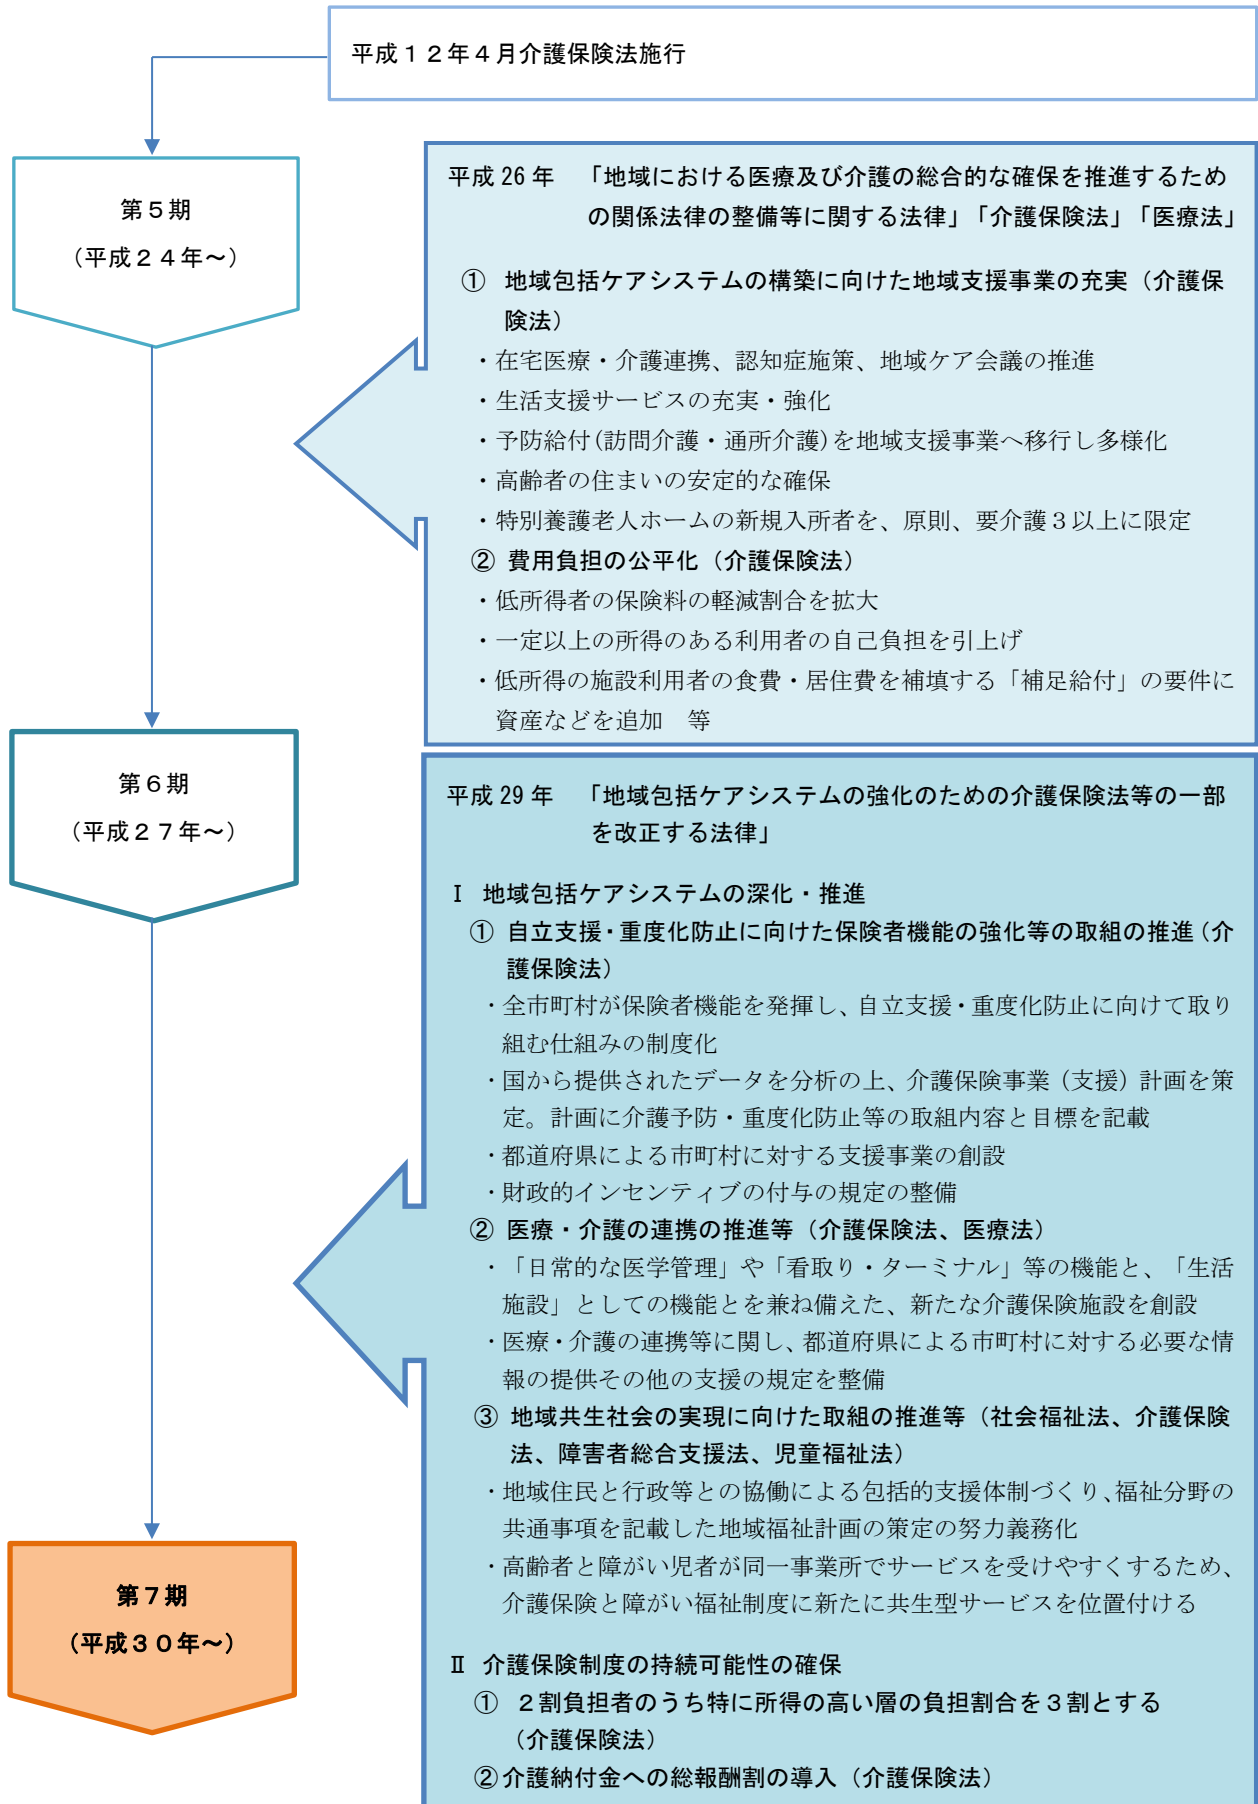 平成１２年４月介護保険法施行
第５期
（平成２４年～）
平成 26 年　「地域における医療及び介護の総合的な確保を推進するため
の関係法律の整備等に関する法律」「介護保険法」「医療法」
①　地域包括ケアシステムの構築に向けた地域支援事業の充実（介護保
険法）
・在宅医療・介護連携、認知症施策、地域ケア会議の推進
・生活支援サービスの充実・強化
・予防給付(訪問介護・通所介護)を地域支援事業へ移行し多様化
・高齢者の住まいの安定的な確保
・特別養護老人ホームの新規入所者を、原則、要介護３以上に限定
② 費用負担の公平化（介護保険法）
・低所得者の保険料の軽減割合を拡大
・一定以上の所得のある利用者の自己負担を引上げ
・低所得の施設利用者の食費・居住費を補填する「補足給付」の要件に
資産などを追加　等
第６期
（平成２７年～）
平成 29 年　「地域包括ケアシステムの強化のための介護保険法等の一部
を改正する法律」
Ⅰ 地域包括ケアシステムの深化・推進
① 自立支援・重度化防止に向けた保険者機能の強化等の取組の推進（介
護保険法）
・全市町村が保険者機能を発揮し、自立支援・重度化防止に向けて取り
組む仕組みの制度化
・国から提供されたデータを分析の上、介護保険事業（支援）計画を策
定。計画に介護予防・重度化防止等の取組内容と目標を記載
・都道府県による市町村に対する支援事業の創設
・財政的インセンティブの付与の規定の整備
② 医療・介護の連携の推進等（介護保険法、医療法）
・「日常的な医学管理」や「看取り・ターミナル」等の機能と、「生活
施設」としての機能とを兼ね備えた、新たな介護保険施設を創設
・医療・介護の連携等に関し、都道府県による市町村に対する必要な情
報の提供その他の支援の規定を整備
③ 地域共生社会の実現に向けた取組の推進等（社会福祉法、介護保険
法、障害者総合支援法、児童福祉法）
・地域住民と行政等との協働による包括的支援体制づくり、福祉分野の
共通事項を記載した地域福祉計画の策定の努力義務化
・高齢者と障がい児者が同一事業所でサービスを受けやすくするため、
介護保険と障がい福祉制度に新たに共生型サービスを位置付ける
第７期
（平成３０年～）
Ⅱ 介護保険制度の持続可能性の確保
①　２割負担者のうち特に所得の高い層の負担割合を３割とする
（介護保険法）
②介護納付金への総報酬割の導入（介護保険法）